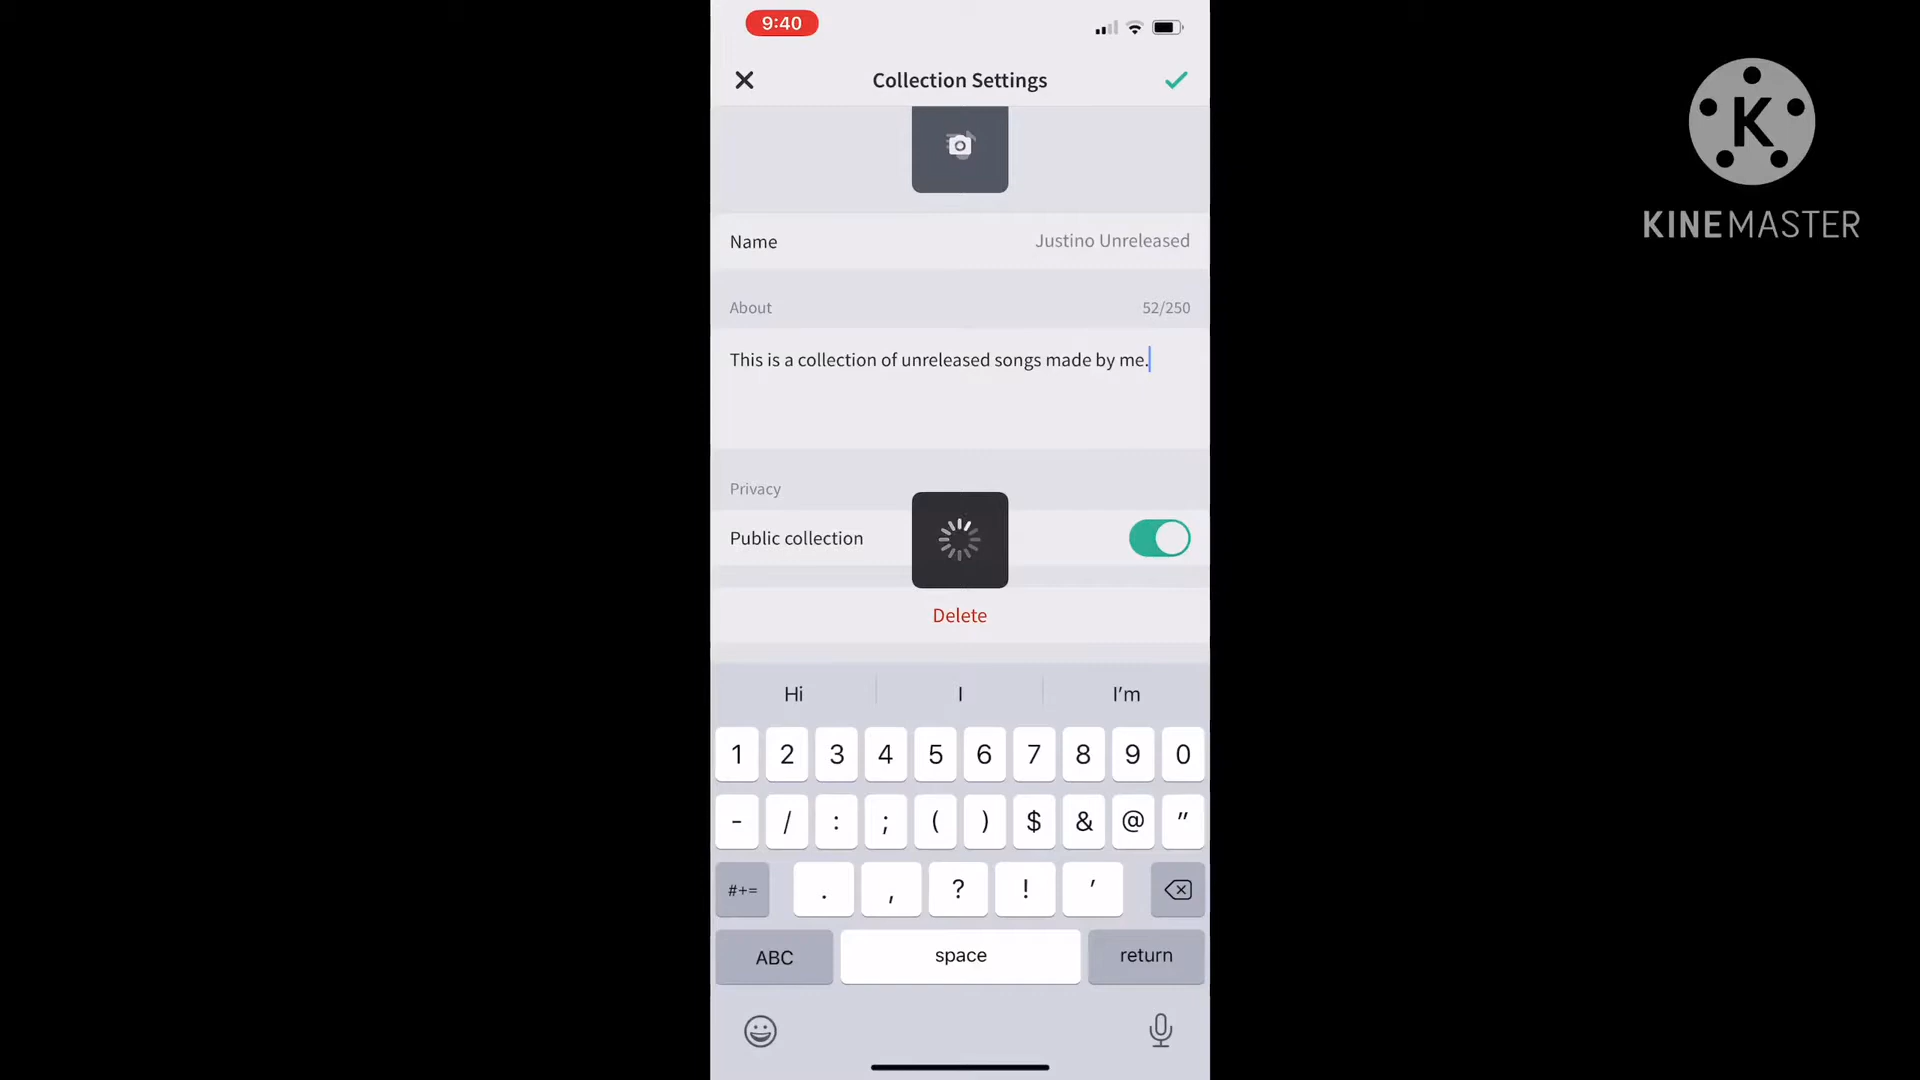 9:40
Collection Settings
Name Justino Unreleased
About 52/250
This is a collection of unreleased songs made by me.
Privacy
Public collection
Delete
Hi I I'm
1 2 3 4 5 6 7 8 9 0
- / : ; ( ) $ & @ "
#+= . , ? ! '
ABC space return
K
KINEMASTER